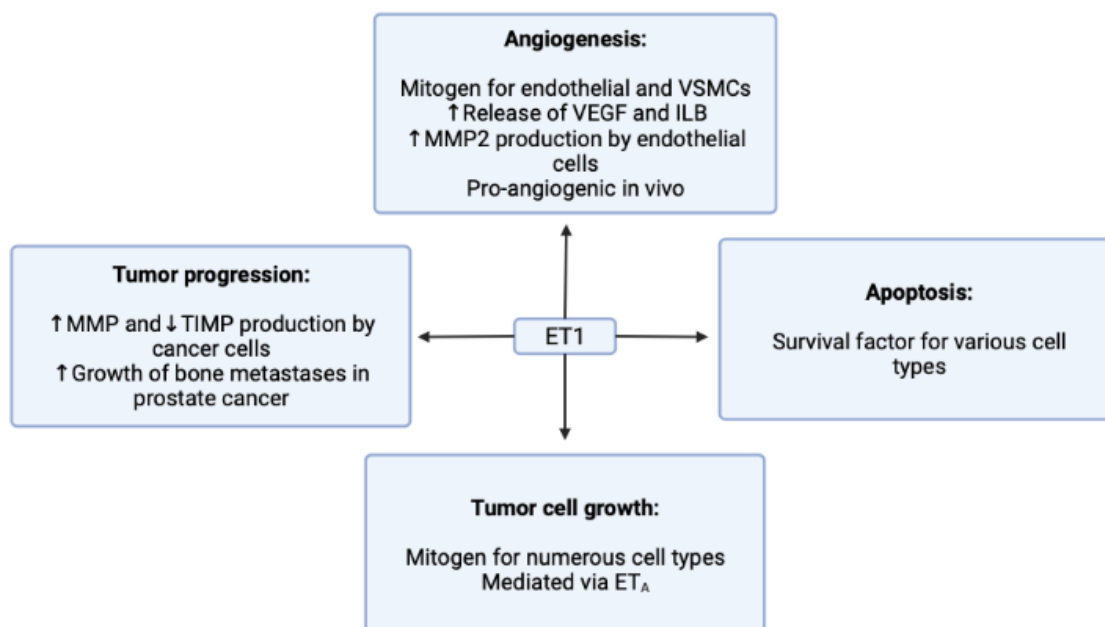 Angiogenesis:
Mitogen for endothelial and VSMCs
↑Release of VEGF and ILB
↑MMP2 production by endothelial
cells
Pro-angiogenic in vivo
Tumor progression:
↑MMP and ↓TIMP production by
cancer cells
↑Growth of bone metastases in
prostate cancer
ET1
Apoptosis:
Survival factor for various cell
types
Tumor cell growth:
Mitogen for numerous cell types
Mediated via ETA